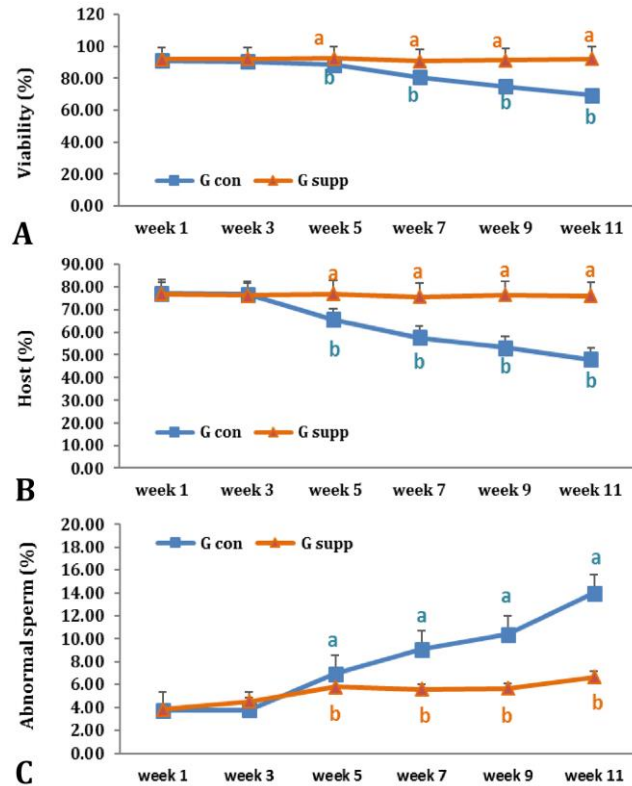 a a a a
120
100
80.00
60.00
40.00
20.00
0.00
Viability (%)
b b b b
G con G supp
A
week 1 week 3 week 5 week 7 week 9 week 11
90.00
80.00
70.00
60.00
50.00
40.00
30.00
20.00
10.00
0.00
Host (%)
a a a a
b b b b
G con G supp
B
week 1 week 3 week 5 week 7 week 9 week 11
20.00
18.00
16.00
14.00
12.00
10.00
8.00
6.00
4.00
2.00
0.00
Abnormal sperm (%)
G con G supp
a a a a
b b b b
C
week 1 week 3 week 5 week 7 week 9 week 11